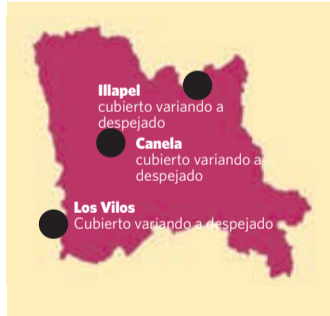 Illapel
cubierto variando a
despejado
Canela
cubierto variando a
despejado
Los Vilos
Cubierto variando a despejado